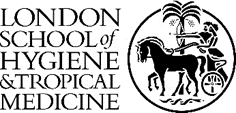 LONDON
SCHOOL of
HYGIENE
& TROPICAL
MEDICINE